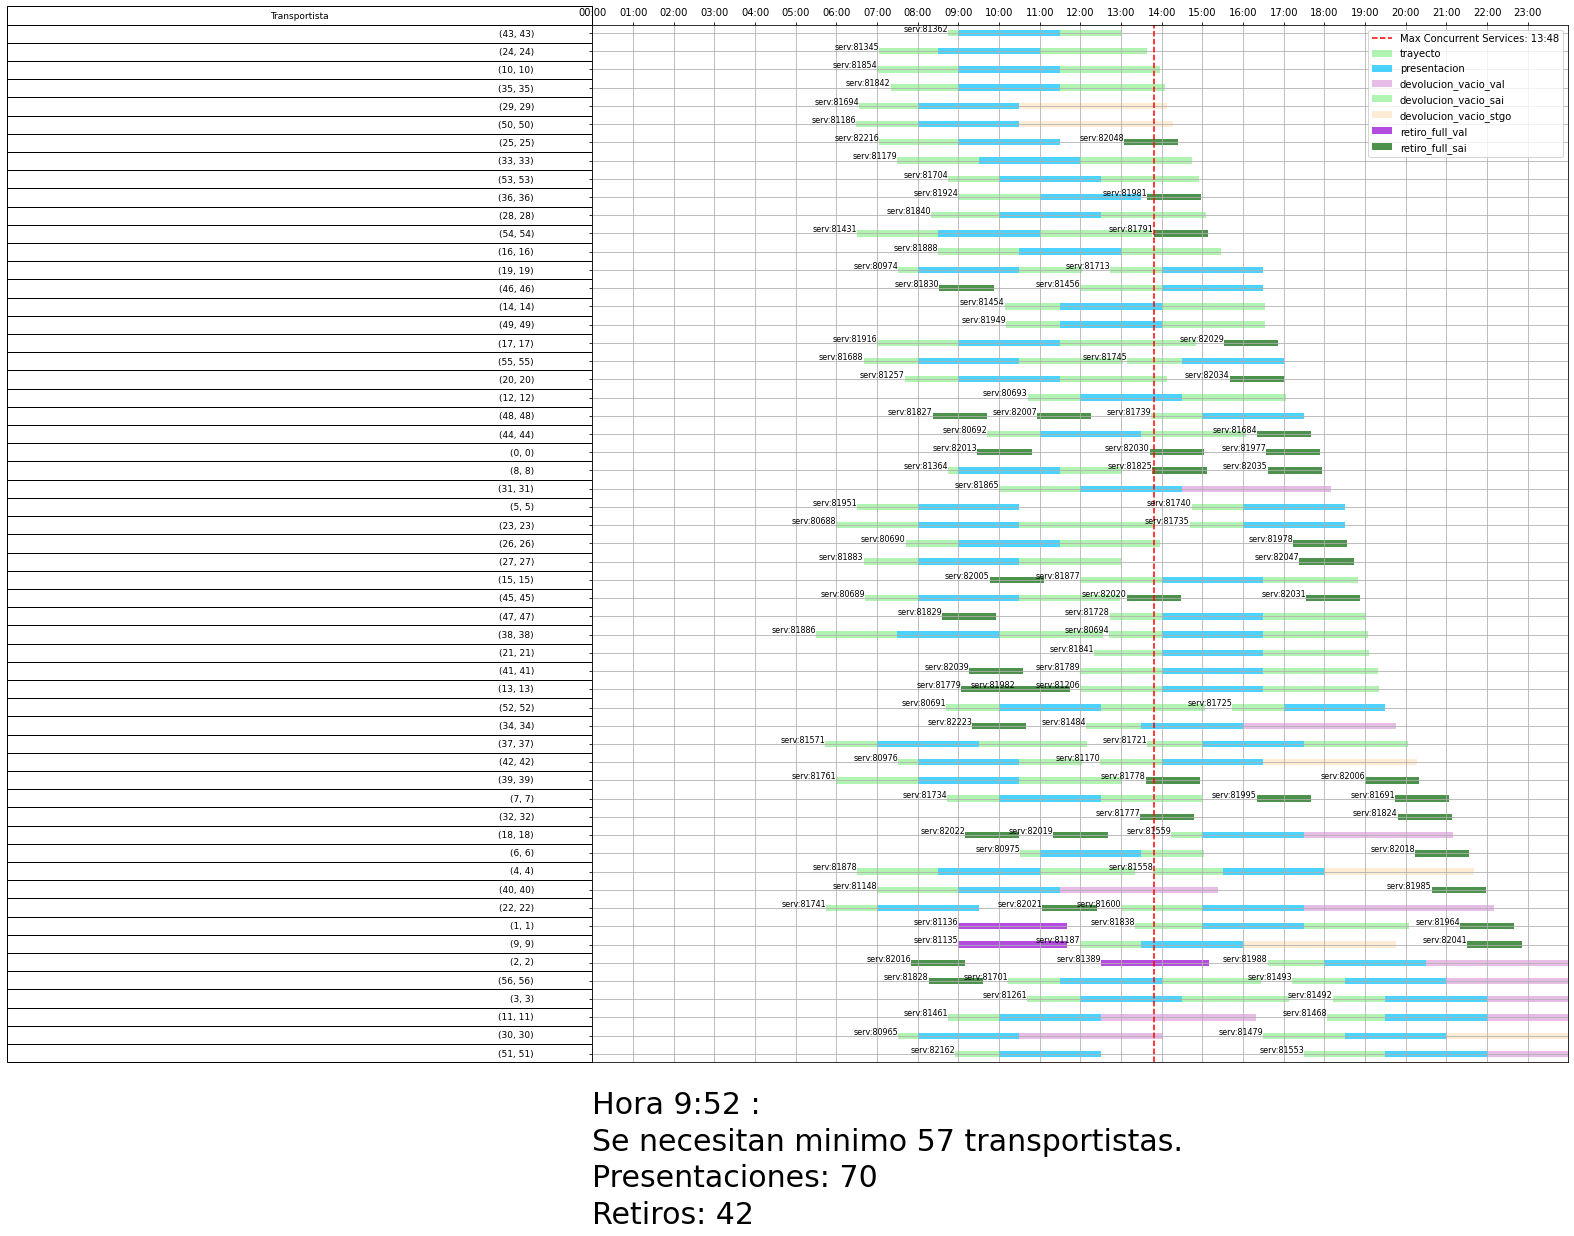 Transportista
00:00 01:00 02:00 03:00 04:00 05:00 06:00 07:00 08:00 09:00 10:00 11:00 12:00 13:00 14:00 15:00 16:00 17:00 18:00 19:00 20:00 21:00 22:00 23:00
Max Concurrent Services: 13:48
trayecto
presentacion
devolucion_vacio_val
devolucion_vacio_sai
devolucion_vacio_stgo
retiro_full_val
retiro_full_sai
(43, 43) serv:81362
(24, 24) serv:81345
(10, 10) serv:81854
(35, 35) serv:81842
(29, 29) serv:81694
(50, 50) serv:81186
(25, 25) serv:82216 serv:82048
(33, 33) serv:81179
(53, 53) serv:81704
(36, 36) serv:81924 serv:81981
(28, 28) serv:81840
(54, 54) serv:81431 serv:81791
(16, 16) serv:81888
(19, 19) serv:80974 serv:81713
(46, 46) serv:81830 serv:81456
(14, 14) serv:81454
(49, 49) serv:81949
(17, 17) serv:81916 serv:82029
(55, 55) serv:81688 serv:81745
(20, 20) serv:81257 serv:82034
(12, 12) serv:80693
(48, 48) serv:81827 serv:82007 serv:81739
(44, 44) serv:80692 serv:81684
(0, 0) serv:82013 serv:82030 serv:81977
(8, 8) serv:81364 serv:81825 serv:82035
(31, 31) serv:81865
(5, 5) serv:81951 serv:81740
(23, 23) serv:80688 serv:81735
(26, 26) serv:80690 serv:81978
(27, 27) serv:81883 serv:82047
(15, 15) serv:82005 serv:81877
(45, 45) serv:80689 serv:82020 serv:82031
(47, 47) serv:81829 serv:81728
(38, 38) serv:81886 serv:80694
(21, 21) serv:81841
(41, 41) serv:82039 serv:81789
(13, 13) serv:81779 serv:81982 serv:81206
(52, 52) serv:80691 serv:81725
(34, 34) serv:82223 serv:81484
(37, 37) serv:81571 serv:81721
(42, 42) serv:80976 serv:81170
(39, 39) serv:81761 serv:81778 serv:82006
(7, 7) serv:81734 serv:81995 serv:81691
(32, 32) serv:81777 serv:81824
(18, 18) serv:82022 serv:82019 serv:81559
(6, 6) serv:80975 serv:82018
(4, 4) serv:81878 serv:81558
(40, 40) serv:81148 serv:81985
(22, 22) serv:81741 serv:82021 serv:81600
(1, 1) serv:81136 serv:81838 serv:81964
(9, 9) serv:81135 serv:81187 serv:82041
(2, 2) serv:82016 serv:81389 serv:81988
(56, 56) serv:81828 serv:81701 serv:81493
(3, 3) serv:81261 serv:81492
(11, 11) serv:81461 serv:81468
(30, 30) serv:80965 serv:81479
(51, 51) serv:82162 serv:81553
Hora 9:52 :
Se necesitan minimo 57 transportistas.
Presentaciones: 70
Retiros: 42